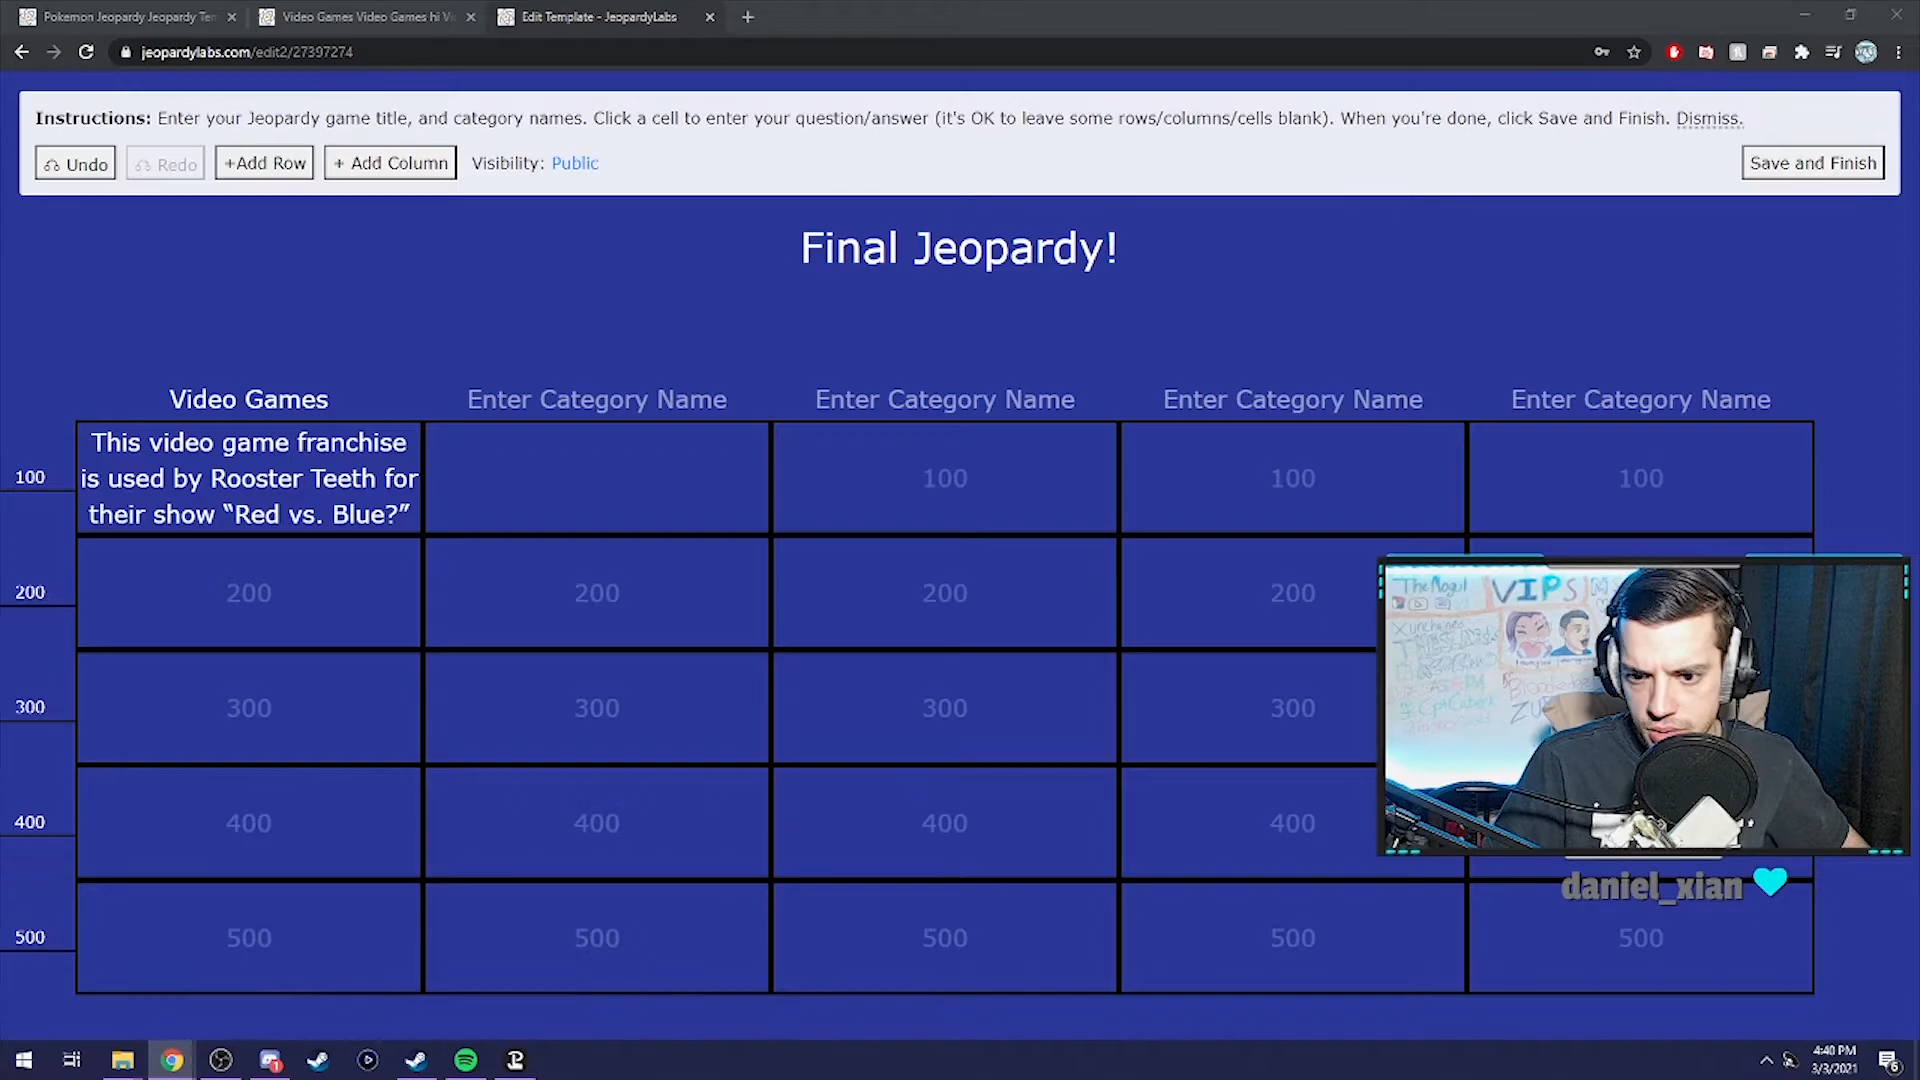 Pokemon Jeopardy Jeopardy Ten
Video Games Video Games hi Vi
Edit Template - JeopardyLabs
jeopardylabs.com/edit2/27397274
Instructions: Enter your Jeopardy game title, and category names. Click a cell to enter your question/answer (it's OK to leave some rows/columns/cells blank). When you're done, click Save and Finish. Dismiss.
Undo
Redo
+Add Row
+ Add Column
Visibility: Public
Save and Finish
Final Jeopardy!
Video Games
Enter Category Name
Enter Category Name
Enter Category Name
Enter Category Name
100
This video game franchise
is used by Rooster Teeth for
their show “Red vs. Blue?”
100
100
100
200
200
200
200
200
300
300
300
300
300
400
400
400
400
400
500
500
500
500
500
500
TheMogul
VIPS
daniel_xian
4:40 PM
3/3/2021